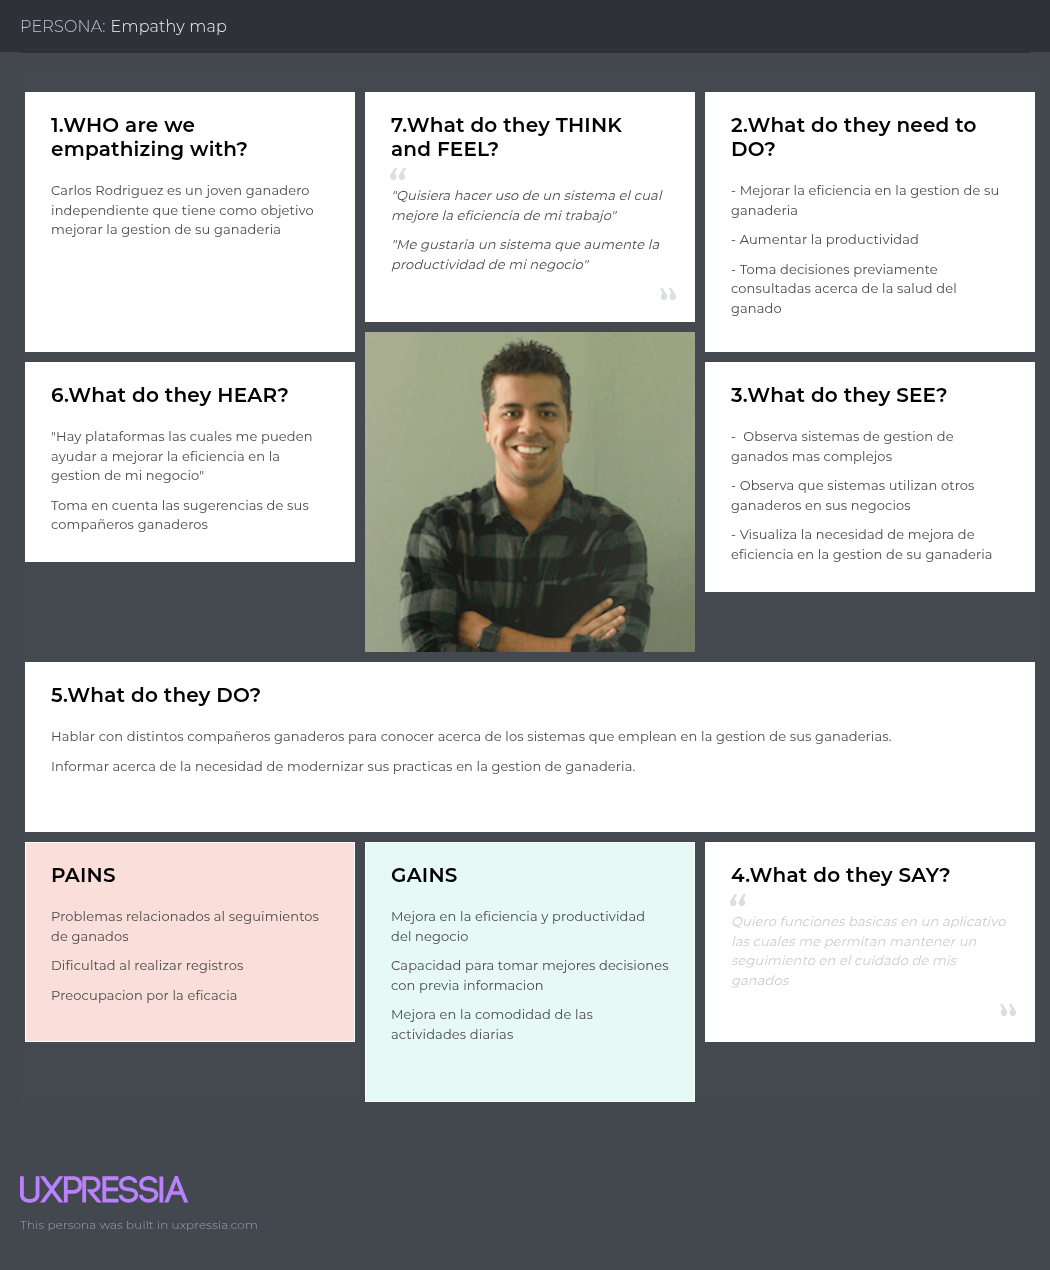 PERSONA: Empathy map
1.WHO are we
empathizing with?
Carlos Rodriguez es un joven ganadero
independiente que tiene como objetivo
mejorar la gestion de su ganaderia
7.What do they THINK
and FEEL?
“
"Quisiera hacer uso de un sistema el cual
mejore la eficiencia de mi trabajo"
"Me gustaria un sistema que aumente la
productividad de mi negocio"
”
2.What do they need to
DO?
- Mejorar la eficiencia en la gestion de su
ganaderia
- Aumentar la productividad
- Toma decisiones previamente
consultadas acerca de la salud del
ganado
6.What do they HEAR?
"Hay plataformas las cuales me pueden
ayudar a mejorar la eficiencia en la
gestion de mi negocio"
Toma en cuenta las sugerencias de sus
compañeros ganaderos
3.What do they SEE?
- Observa sistemas de gestion de
ganados mas complejos
- Observa que sistemas utilizan otros
ganaderos en sus negocios
- Visualiza la necesidad de mejora de
eficiencia en la gestion de su ganaderia
5.What do they DO?
Hablar con distintos compañeros ganaderos para conocer acerca de los sistemas que emplean en la gestion de sus ganaderias.
Informar acerca de la necesidad de modernizar sus practicas en la gestion de ganaderia.
PAINS
Problemas relacionados al seguimientos
de ganados
Dificultad al realizar registros
Preocupacion por la eficacia
GAINS
Mejora en la eficiencia y productividad
del negocio
Capacidad para tomar mejores decisiones
con previa informacion
Mejora en la comodidad de las
actividades diarias
4.What do they SAY?
“
Quiero funciones basicas en un aplicativo
las cuales me permitan mantener un
seguimiento en el cuidado de mis
ganados
”
UXPRESSIA
This persona was built in uxpressia.com